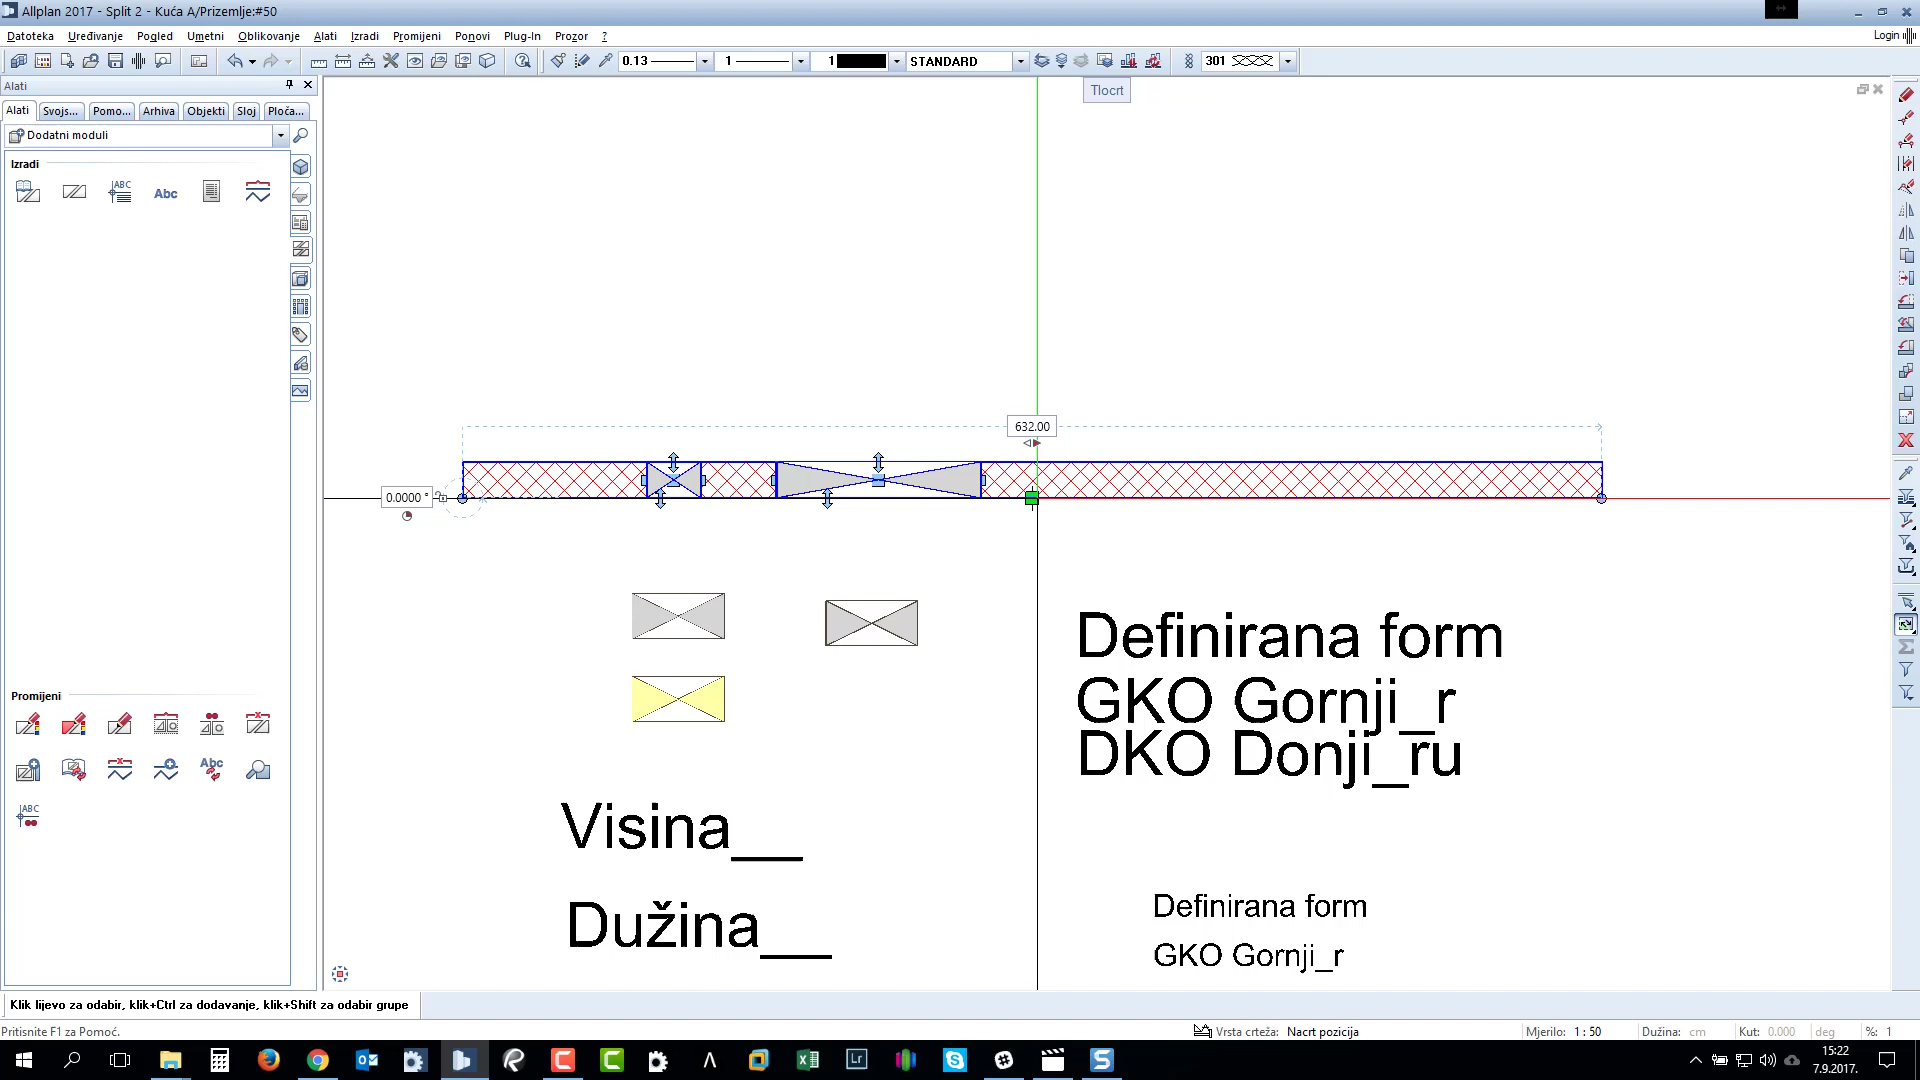 Allplan 2017 - Split 2 - Kuća A/Prizemlje:#50
Datoteka Uređivanje Pogled Umetni Oblikovanje Alati Izradi Promijeni Ponovi Plug-In Prozor ?
Login
0.13 1 1 STANDARD 301
Alati
Tlocrt
Alati Svojs... Pomo... Arhiva Objekti Sloj Ploča...
Dodatni moduli
Izradi
ABC Abc
632.00
0.0000 °
Definirana form
GKO Gornji_r
DKO Donji_ru
Promijeni
Abc
ABC
Visina__
Dužina__
Definirana form
GKO Gornji_r
Klik lijevo za odabir, klik+Ctrl za dodavanje, klik+Shift za odabir grupe
Pritisnite F1 za Pomoć.
Vrsta crteža: Nacrt pozicija
Mjerilo: 1 : 50
Dužina: cm
Kut: 0.000 deg
%: 1
15:22
7.9.2017.